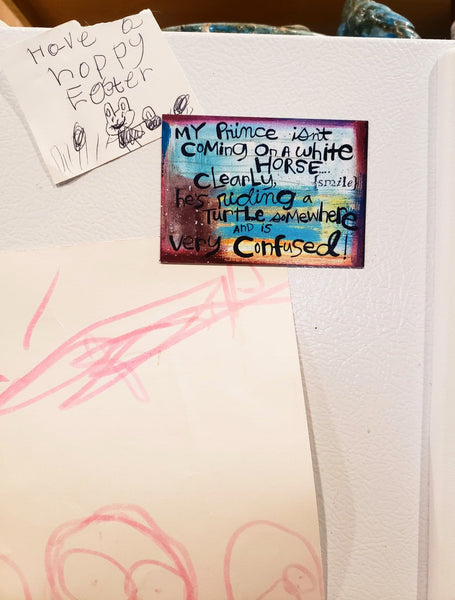 Have a
hoppy
Easter
MY Prince isn't
COMING ON A WHITE
HORSE....
CLEARLY, {smile}
he's riding a
TURTLE somewhere
AND IS
very Confused!